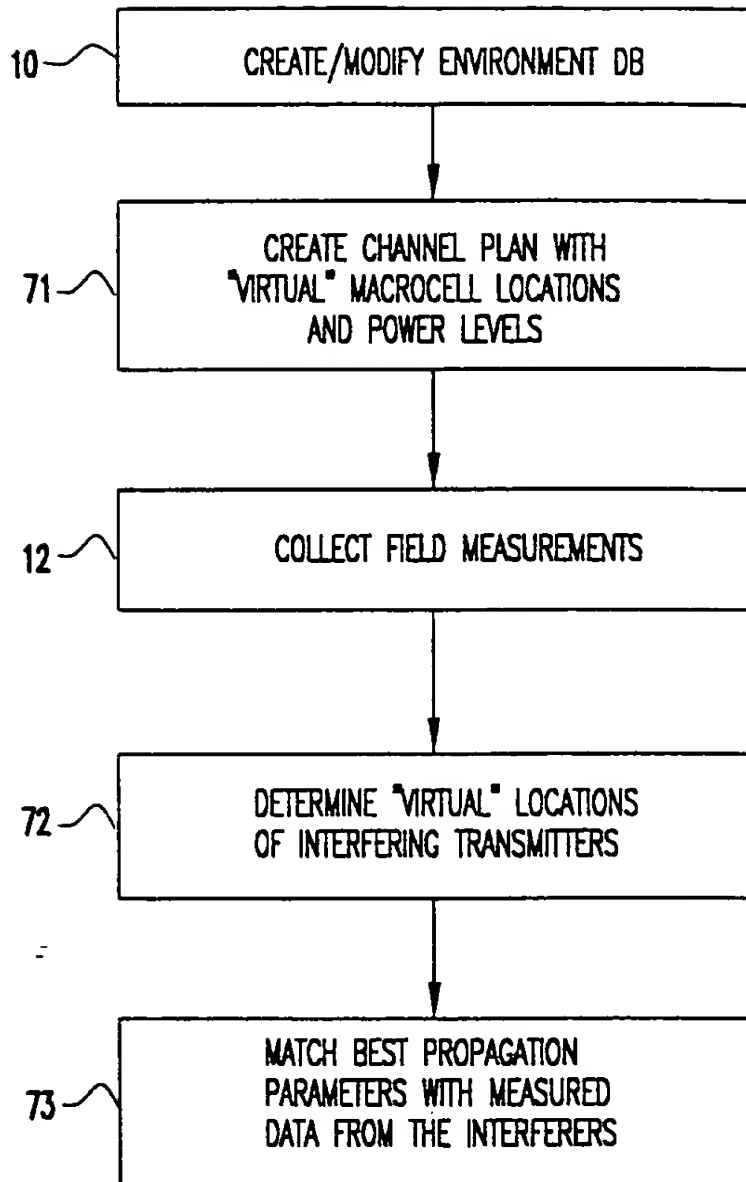 10
CREATE/MODIFY ENVIRONMENT DB
71
CREATE CHANNEL PLAN WITH
"VIRTUAL" MACROCELL LOCATIONS
AND POWER LEVELS
12
COLLECT FIELD MEASUREMENTS
72
DETERMINE "VIRTUAL" LOCATIONS
OF INTERFERING TRANSMITTERS
73
MATCH BEST PROPAGATION
PARAMETERS WITH MEASURED
DATA FROM THE INTERFERERS